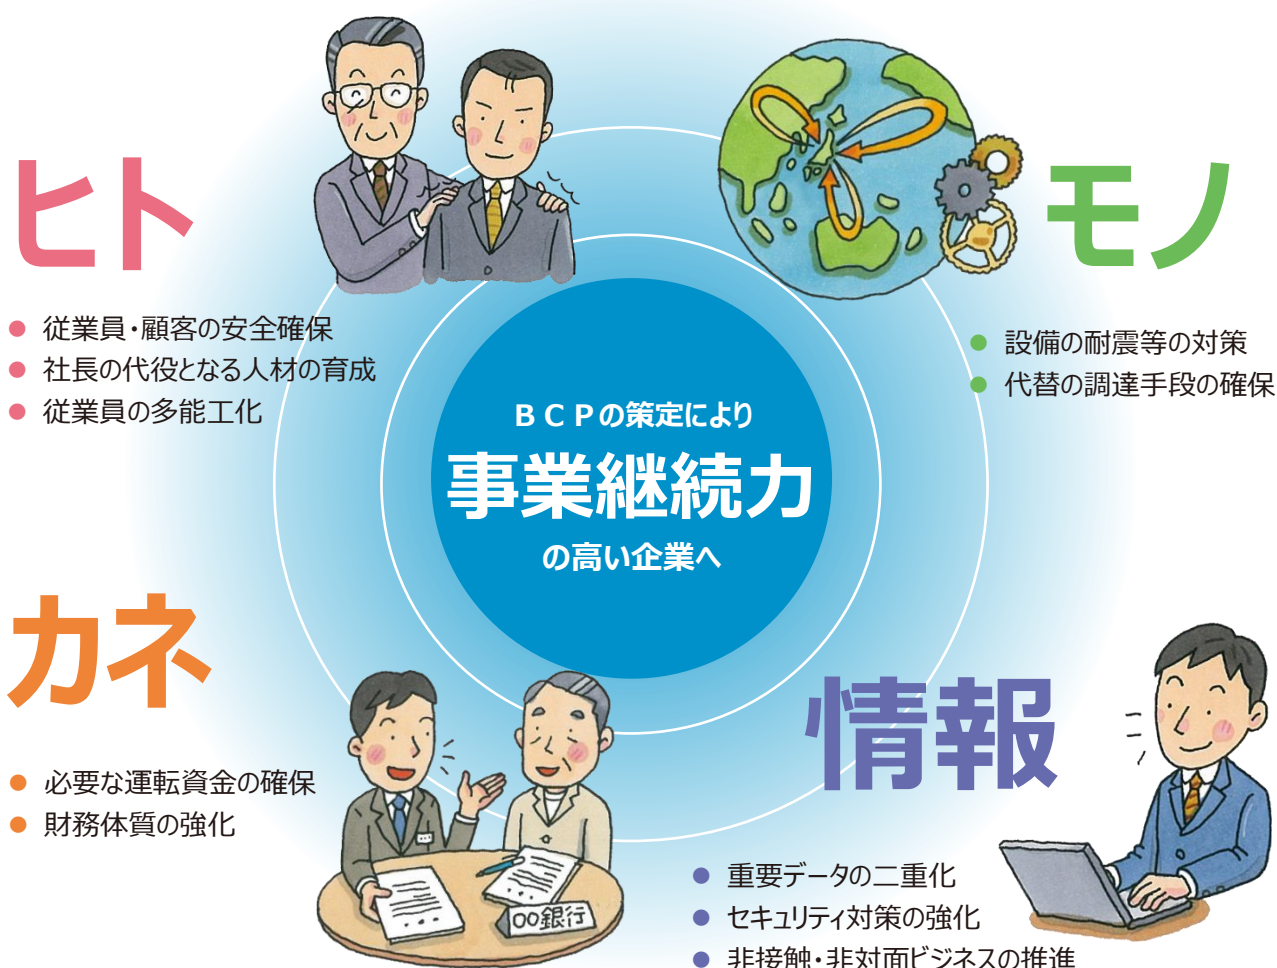 ヒト
● 従業員・顧客の安全確保
● 社長の代役となる人材の育成
● 従業員の多能工化
モノ
● 設備の耐震等の対策
● 代替の調達手段の確保
BCPの策定により
事業継続力
の高い企業へ
カネ
● 必要な運転資金の確保
● 財務体質の強化
〇〇銀行
情報
● 重要データの二重化
● セキュリティ対策の強化
● 非接触・非対面ビジネスの推進